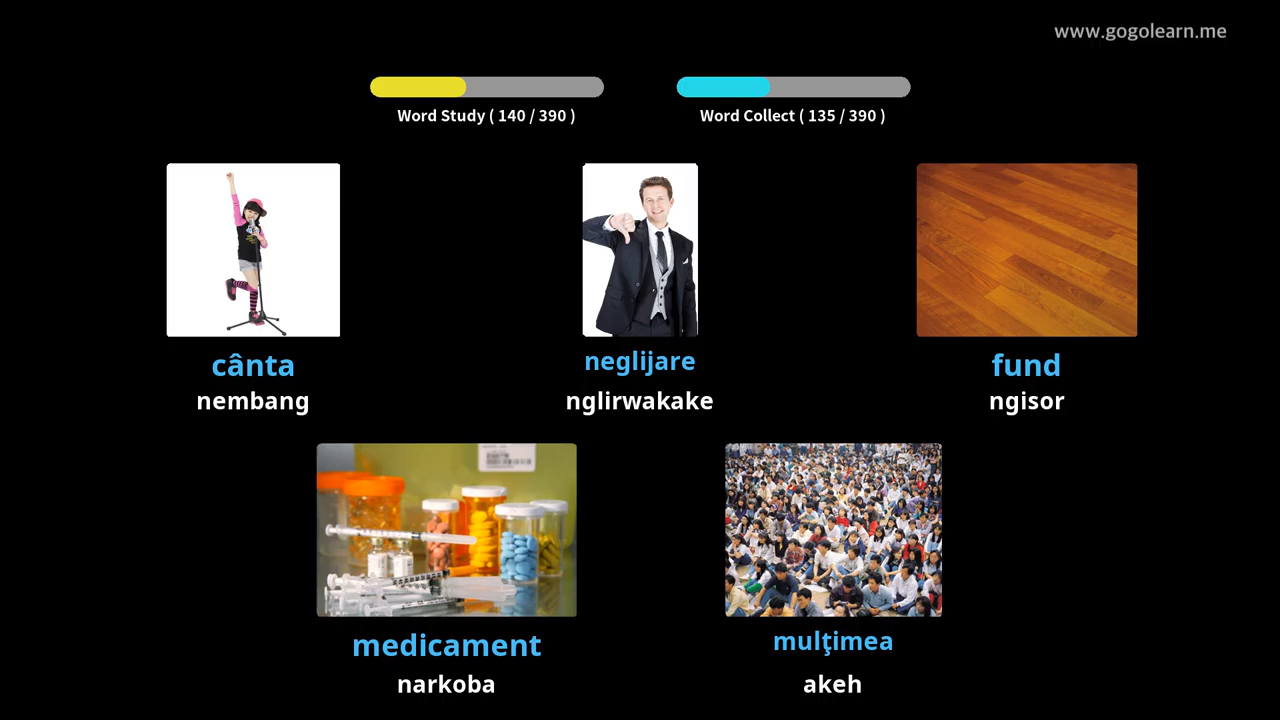 www.gogolearn.me
Word Study ( 140 / 390 )
Word Collect ( 135 / 390 )
cânta
neglijare
fund
nembang
nglirwakake
ngisor
medicament
mulţimea
narkoba
akeh